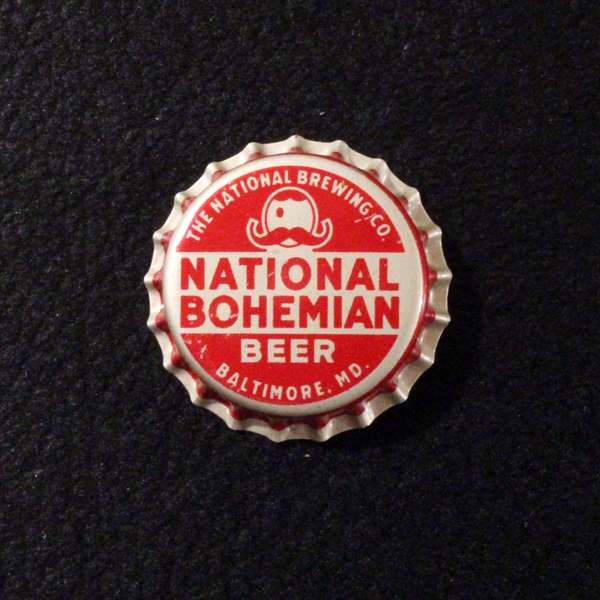 THE NATIONAL BREWING CO.
NATIONAL
BOHEMIAN
BEER
BALTIMORE, MD.